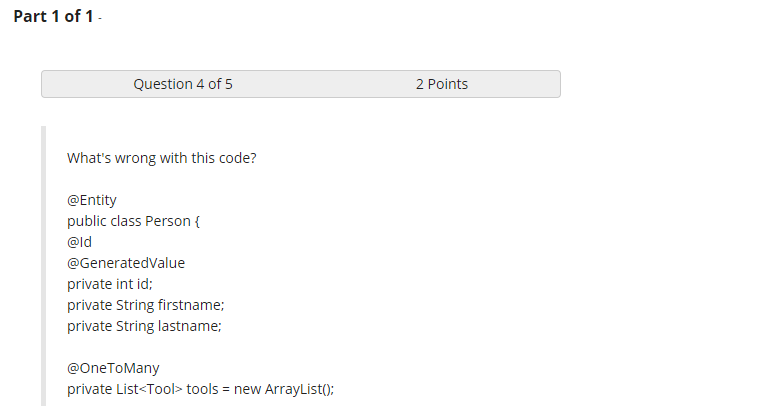 Part 1 of 1 -
Question 4 of 5 2 Points
What's wrong with this code?
@Entity
public class Person {
@Id
@GeneratedValue
private int id;
private String firstname;
private String lastname;
@OneToMany
private List<Tool> tools = new ArrayList();